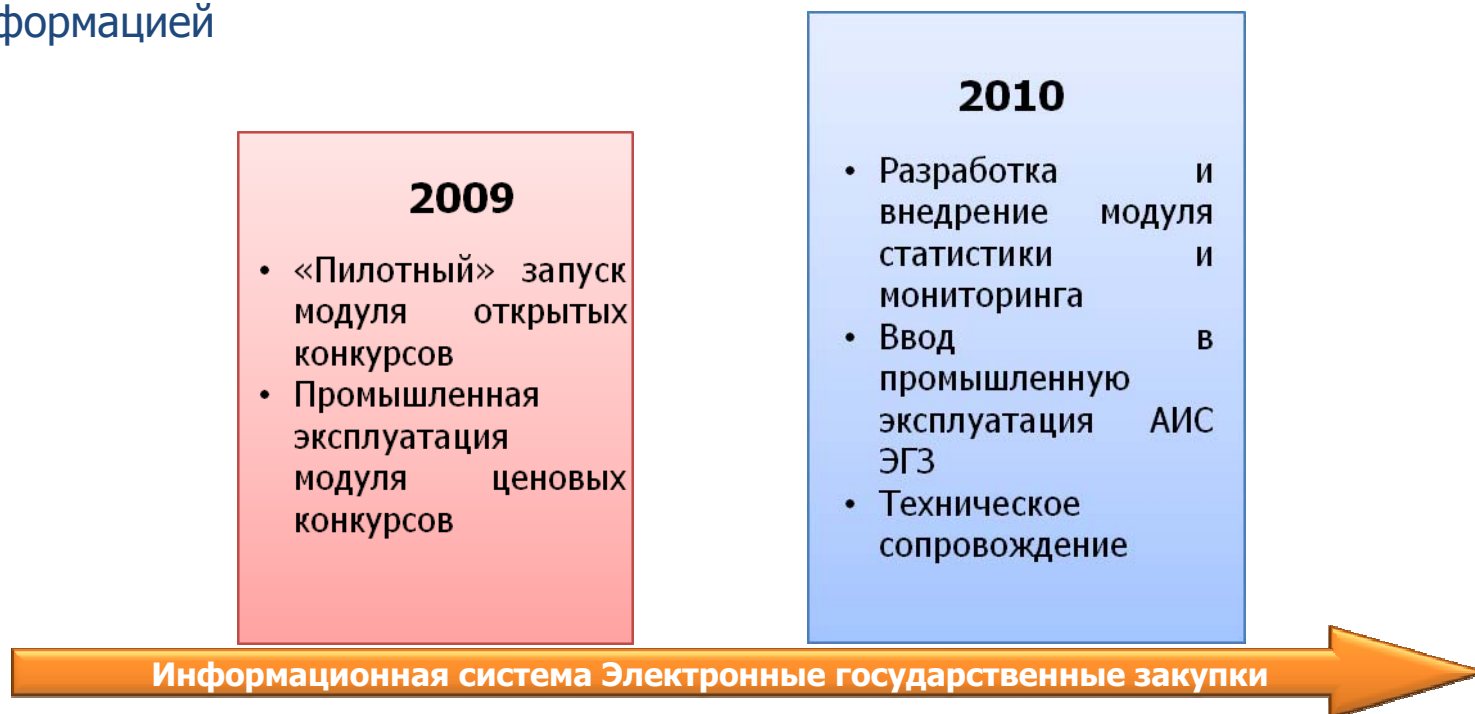 формацией
2009
• «Пилотный» запуск
модуля открытых
конкурсов
• Промышленная
эксплуатация
модуля ценовых
конкурсов
2010
• Разработка и
внедрение модуля
статистики и
мониторинга
• Ввод в
промышленную
эксплуатация АИС
ЭГЗ
• Техническое
сопровождение
Информационная система Электронные государственные закупки